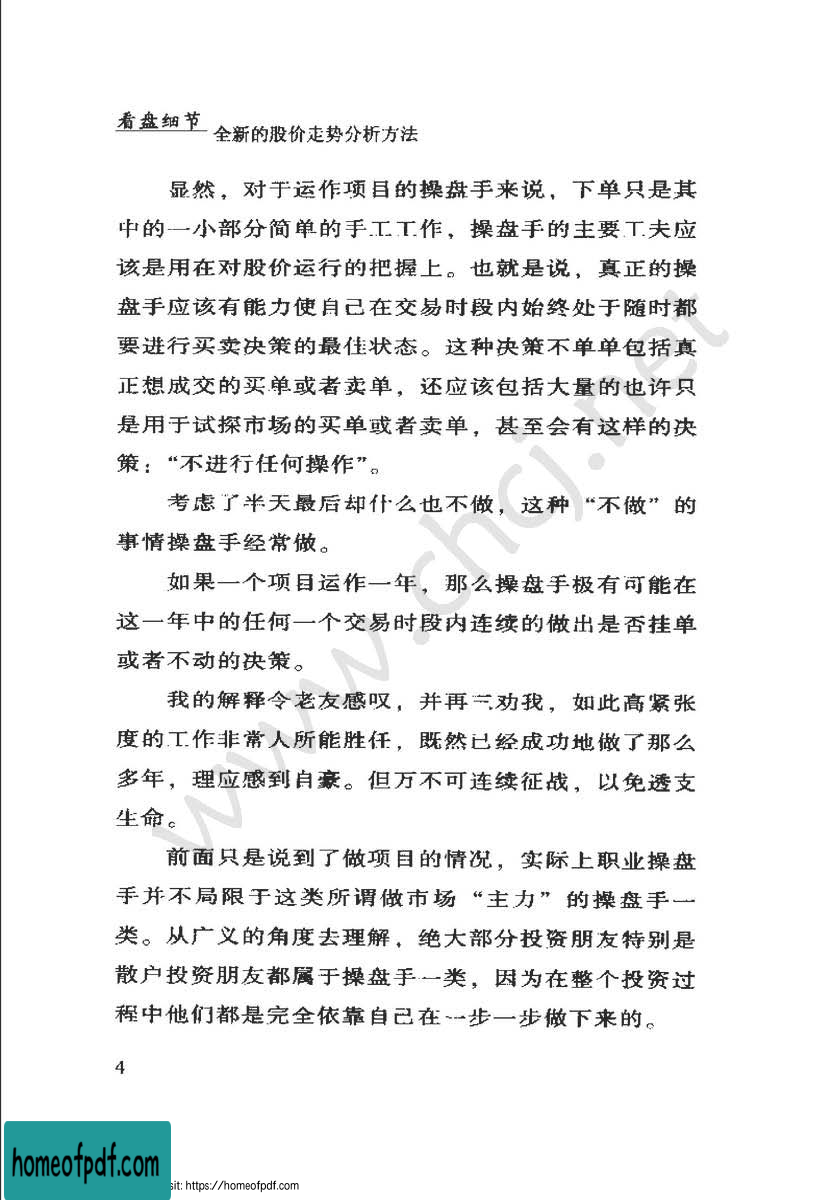 看盘细节 全新的股价走势分析方法
显然，对于运作项目的操盘手来说，下单只是其
中的一小部分简单的手工工作，操盘手的主要工夫应
该是用在对股价运行的把握上。也就是说，真正的操
盘手应该有能力使自己在交易时段内始终处于随时都
要进行买卖决策的最佳状态。这种决策不单单包括真
正想成交的买单或者卖单，还应该包括大量的也许只
是用于试探市场的买单或者卖单，甚至会有这样的决
策：“不进行任何操作”。
考虑了半天最后却什么也不做，这种“不做”的
事情操盘手经常做。
如果一个项目运作一年，那么操盘手极有可能在
这一年中的任何一个交易时段内连续的做出是否挂单
或者不动的决策。
我的解释令老友感叹，并再三劝我，如此高紧张
度的工作非常人所能胜任，既然已经成功地做了那么
多年，理应感到自豪。但万不可连续征战，以免透支
生命。
前面只是说到了做项目的情况，实际上职业操盘
手并不局限于这类所谓做市场“主力”的操盘手一
类。从广义的角度去理解，绝大部分投资朋友特别是
散户投资朋友都属于操盘手一类，因为在整个投资过
程中他们都是完全依靠自己在一步一步做下来的。
4
www.chcj.net
homeofpdf.com
sit: https://homeofpdf.com